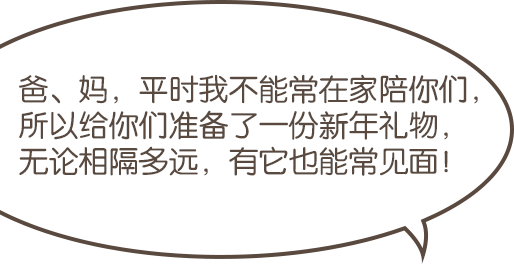 爸、妈，平时我不能常在家陪你们，
所以给你们准备了一份新年礼物，
无论相隔多远，有它也能常见面！